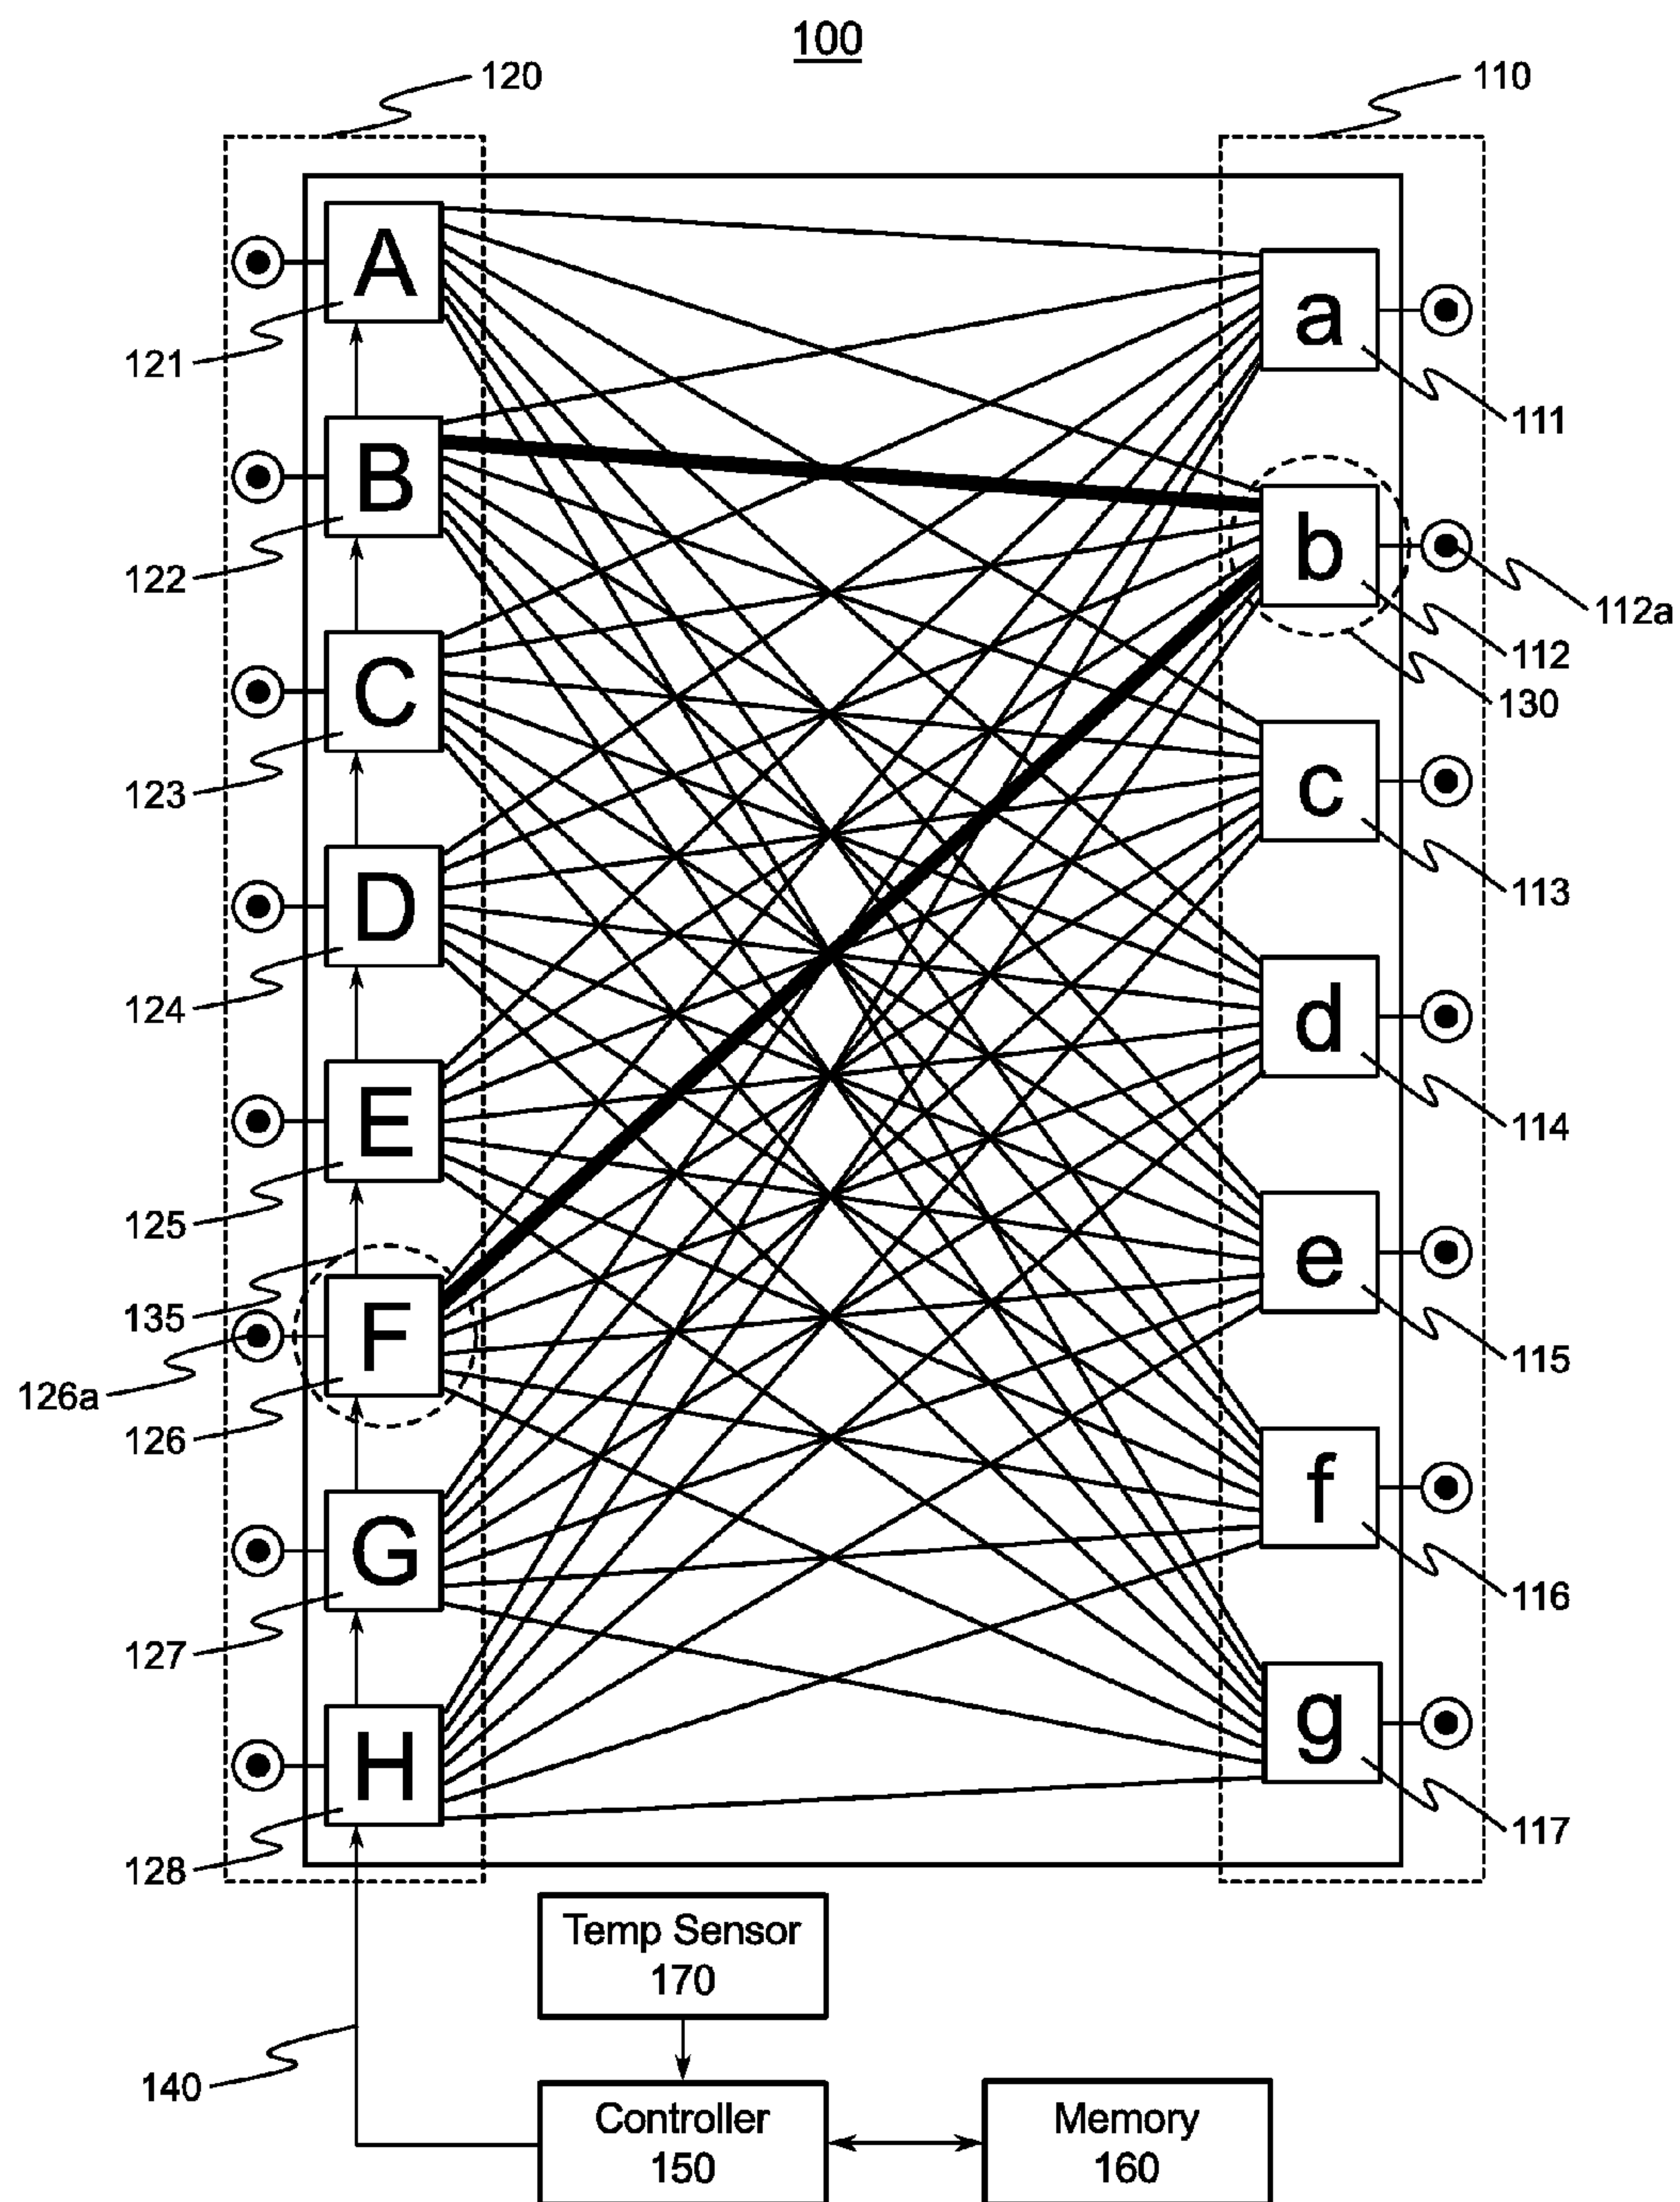 100
120
110
A
121
a
111
B
122
b
112a
112
130
C
123
c
113
D
124
d
114
E
125
e
115
135
F
126a
126
f
116
G
127
g
117
H
128
Temp Sensor
170
140
Controller
150
Memory
160